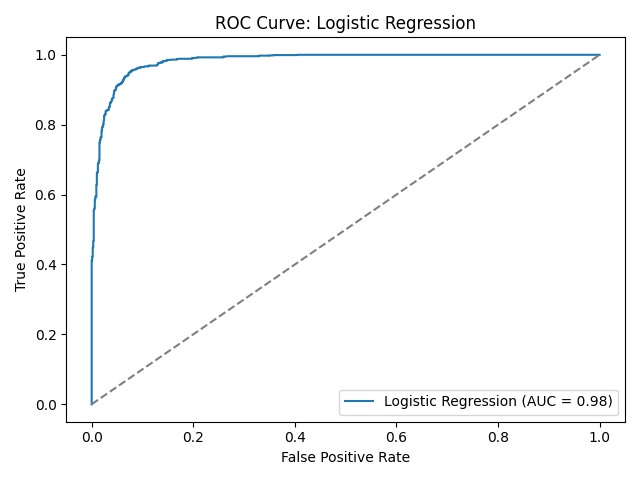 ROC Curve: Logistic Regression
True Positive Rate
1.0
0.8
0.6
0.4
0.2
0.0
Logistic Regression (AUC = 0.98)
0.0 0.2 0.4 0.6 0.8 1.0
False Positive Rate